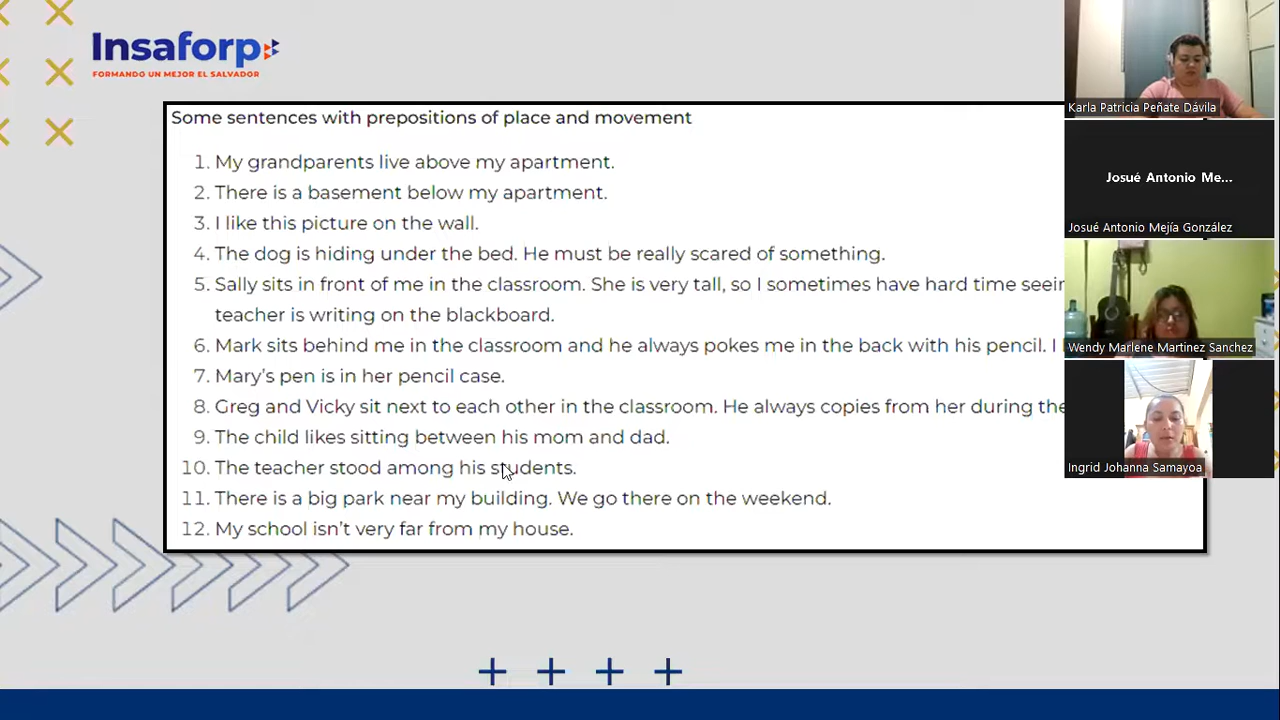 Insaforp
FORMANDO UN MEJOR EL SALVADOR
Some sentences with prepositions of place and movement
1. My grandparents live above my apartment.
2. There is a basement below my apartment.
3. I like this picture on the wall.
4. The dog is hiding under the bed. He must be really scared of something.
5. Sally sits in front of me in the classroom. She is very tall, so I sometimes have hard time
teacher is writing on the blackboard.
6. Mark sits behind me in the classroom and he always pokes me in the back with his pencil. I
7. Mary's pen is in her pencil case.
8. Greg and Vicky sit next to each other in the classroom. He always copies from her during the
9. The child likes sitting between his mom and dad.
10. The teacher stood among his students.
11. There is a big park near my building. We go there on the weekend.
12. My school isn't very far from my house.
Karla Patricia Peñate Dávila
Josué Antonio Me...
Josué Antonio Mejía González
Wendy Marlene Martinez Sanchez
Ingrid Johanna Samayoa